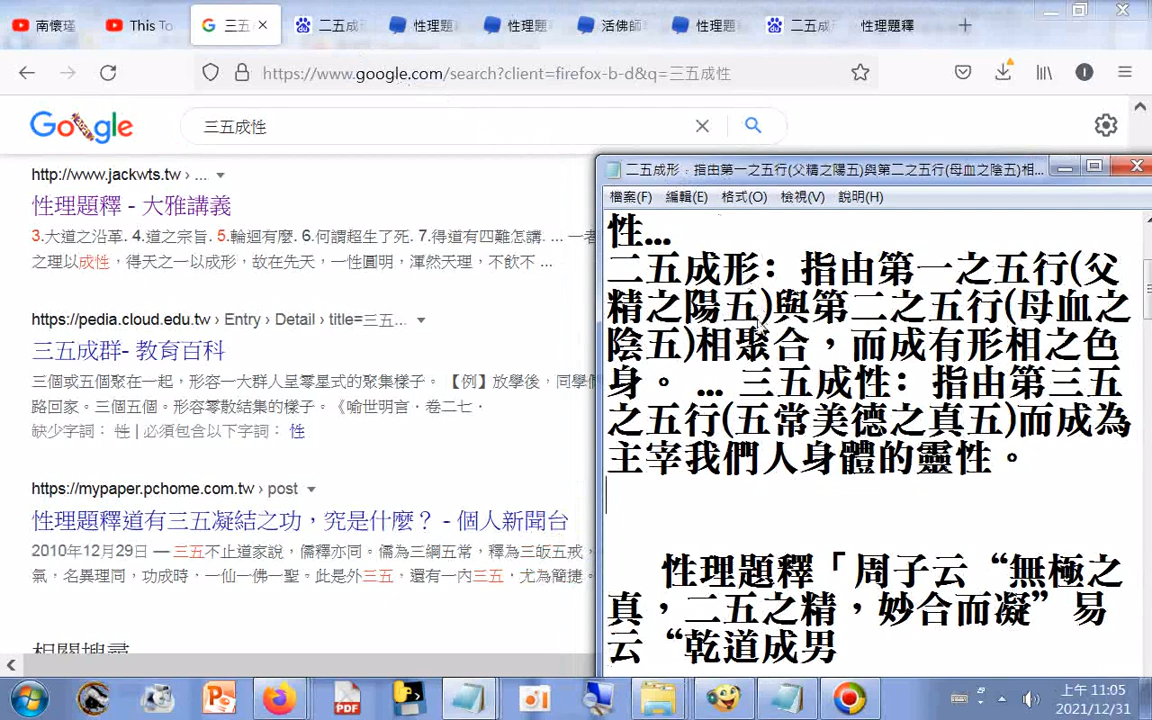 南懷瑾
This To
三五
二五成
性理題
性理題
活佛師
性理題
二五成
性理題釋
https://www.google.com/search?client=firefox-b-d&q=三五成性
Google
三五成性
http://www.jackwts.tw › ...
性理題釋 - 大雅講義
3.大道之沿革. 4.道之宗旨. 5.輪迴有麼. 6.何謂超生了死. 7.得道有四難怎講. ... 一者
之理以成性，得天之一以成形，故在先天，一性圓明，渾然天理，不飲不 ...
https://pedia.cloud.edu.tw › Entry › Detail › title=三五...
三五成群- 教育百科
三個或五個聚在一起，形容一大群人呈零星式的聚集樣子。 【例】放學後，同學們
路回家。三個五個。形容零散結集的樣子。《喻世明言．卷二七．
缺少字詞： 性 | 必須包含以下字詞： 性
https://mypaper.pchome.com.tw › post
性理題釋道有三五凝結之功，究是什麼？ - 個人新聞台
2010年12月29日 — 三五不止道家說，儒釋亦同。儒為三綱五常，釋為三皈五戒，
氣，名異理同，功成時，一仙一佛一聖。此是外三五，還有一內三五，尤為簡捷。
相關搜尋
二五成形：指由第一之五行(父精之陽五)與第二之五行(母血之陰五)相...
檔案(F) 編輯(E) 格式(O) 檢視(V) 說明(H)
性...
二五成形：指由第一之五行(父
精之陽五)與第二之五行(母血之
陰五)相聚合，而成有形相之色
身。 ... 三五成性：指由第三五
之五行(五常美德之真五)而成為
主宰我們人身體的靈性。
性理題釋「周子云“無極之
真，二五之精，妙合而凝” 易
云“乾道成男
上午 11:05
2021/12/31